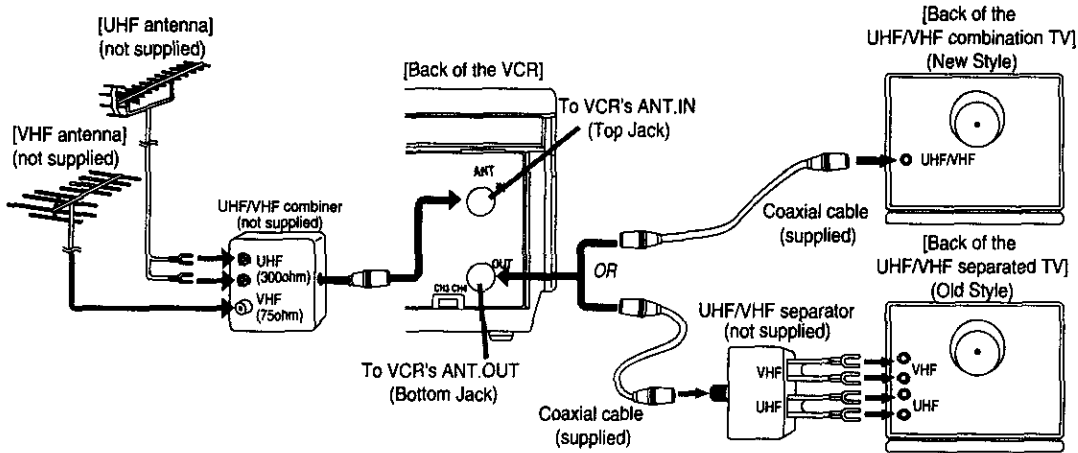 [UHF antenna]
(not supplied)
[VHF antenna]
(not supplied)
UHF/VHF combiner
(not supplied)
UHF
(300ohm)
VHF
(75ohm)
[Back of the VCR]
To VCR's ANT.IN
(Top Jack)
ANT
IN
OUT
CH3 CH4
To VCR's ANT.OUT
(Bottom Jack)
OR
Coaxial cable
(supplied)
[Back of the
UHF/VHF combination TV]
(New Style)
UHF/VHF
Coaxial cable
(supplied)
UHF/VHF separator
(not supplied)
VHF
UHF
[Back of the
UHF/VHF separated TV]
(Old Style)
VHF
UHF